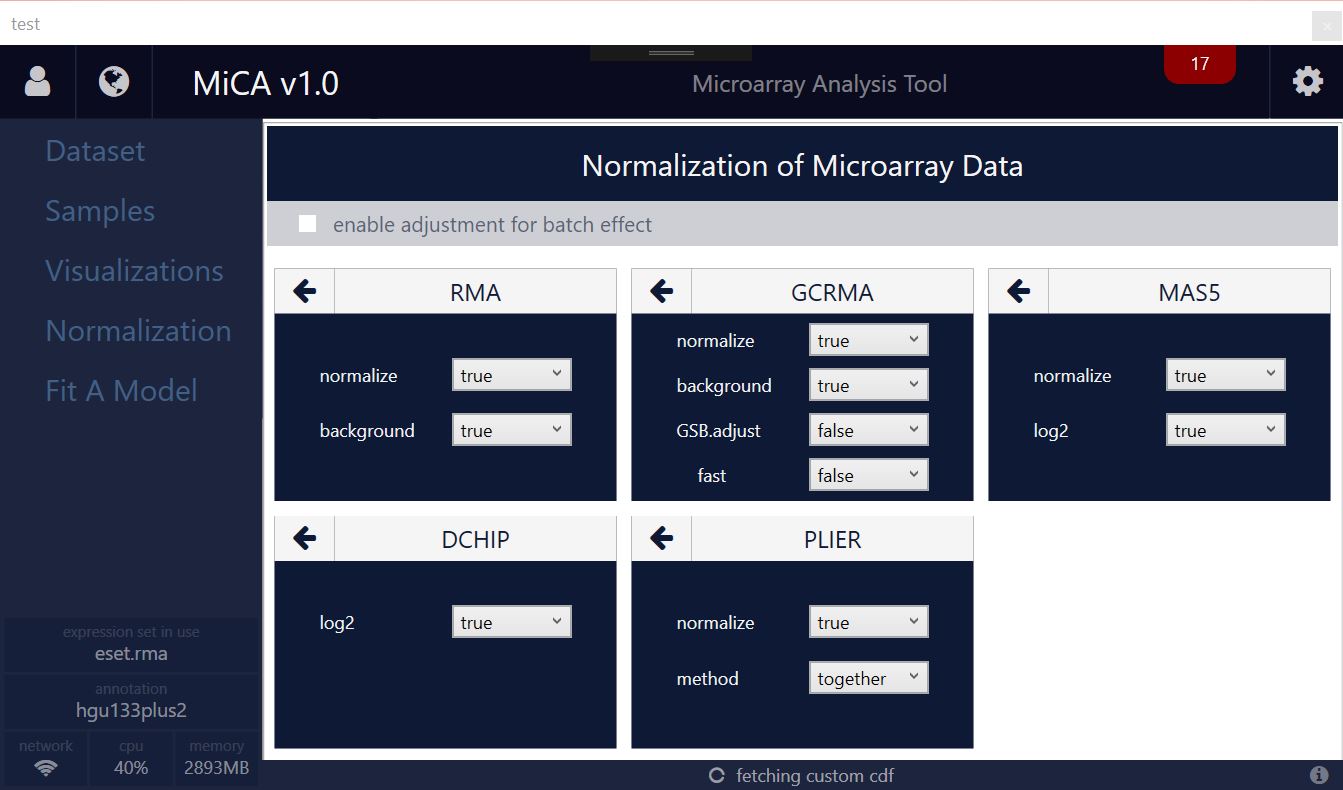 test
MiCA v1.0
Microarray Analysis Tool
17
Dataset
Samples
Visualizations
Normalization
Fit A Model
expression set in use
eset.rma
annotation
hgu133plus2
network cpu memory
40% 2893MB
Normalization of Microarray Data
enable adjustment for batch effect
RMA
normalize true
background true
GCRMA
normalize true
background true
GSB.adjust false
fast false
MAS5
normalize true
log2 true
DCHIP
log2 true
PLIER
normalize true
method together
fetching custom cdf